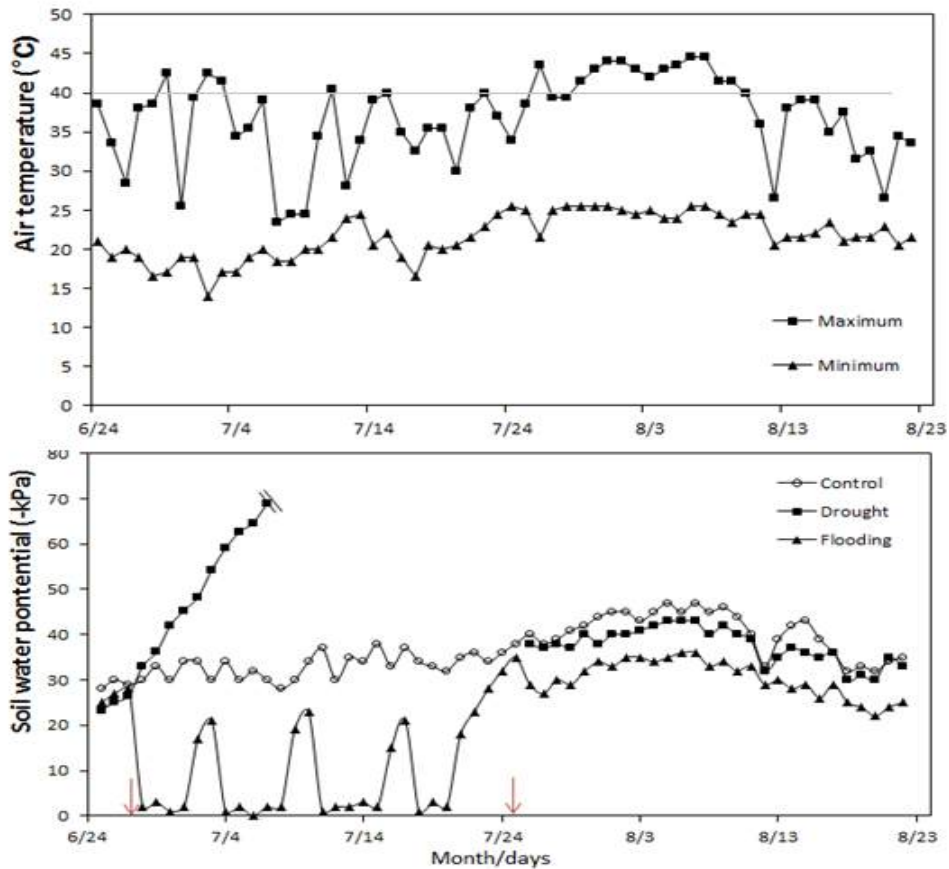 Air temperature (°C)
50
45
40
35
30
25
20
15
10
5
0
Maximum
Minimum
6/24 7/4 7/14 7/24 8/3 8/13 8/23
Soil water pontential (-kPa)
80
70
60
50
40
30
20
10
0
Control
Drought
Flooding
6/24 7/4 7/14 7/24 8/3 8/13 8/23
Month/days